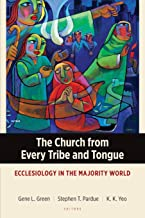 The Church from
Every Tribe and Tongue
ECCLESIOLOGY IN THE MAJORITY WORLD
Gene L. Green | Stephen T. Pardue | K. K. Yeo
EDITORS